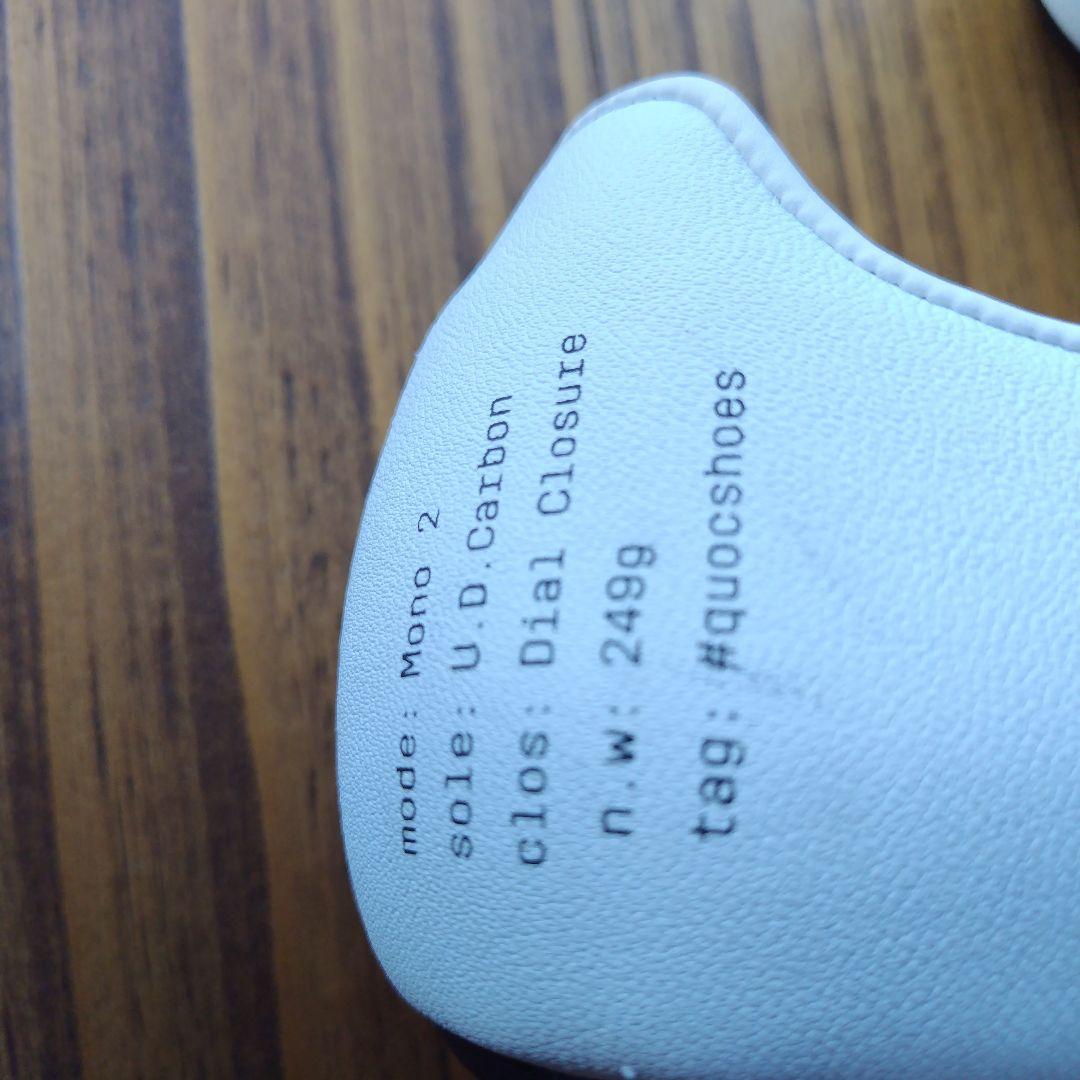 mode: Mono 2
sole: U.D.Carbon
clos: Dial Closure
n.w: 249g
tag: #quocshoes